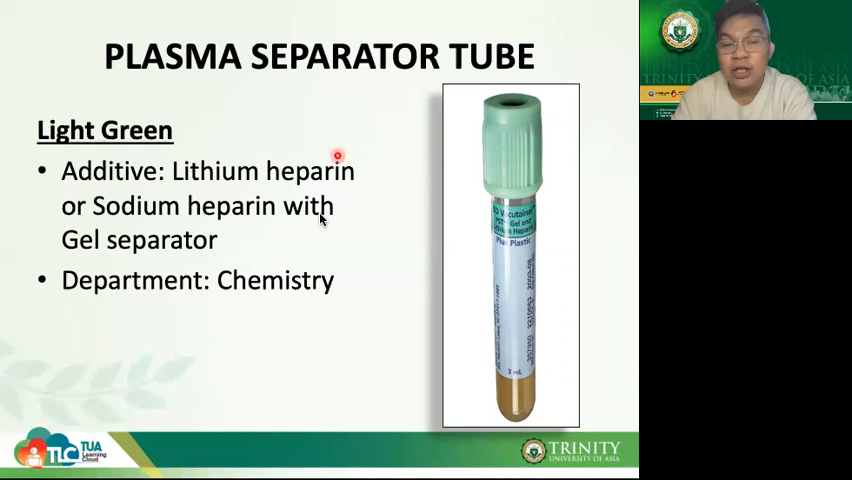 PLASMA SEPARATOR TUBE
Light Green
• Additive: Lithium heparin
or Sodium heparin with
Gel separator
• Department: Chemistry
Vacutainer
PST Gel and
Lithium Heparin
Plus Plastic
3 mL
TLC
TUA
Learning
Cloud
TRINITY
UNIVERSITY OF ASIA